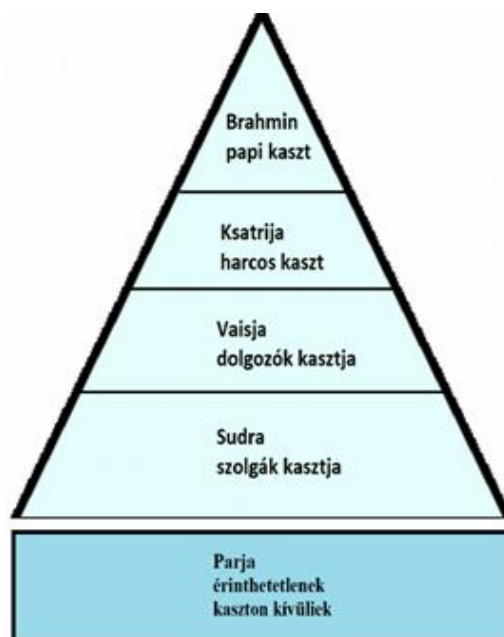 Brahmin
papi kaszt
Ksatrija
harcos kaszt
Vaisja
dolgozók kasztja
Sudra
szolgák kasztja
Parja
érinthetetlenek
kaszton kívüliek